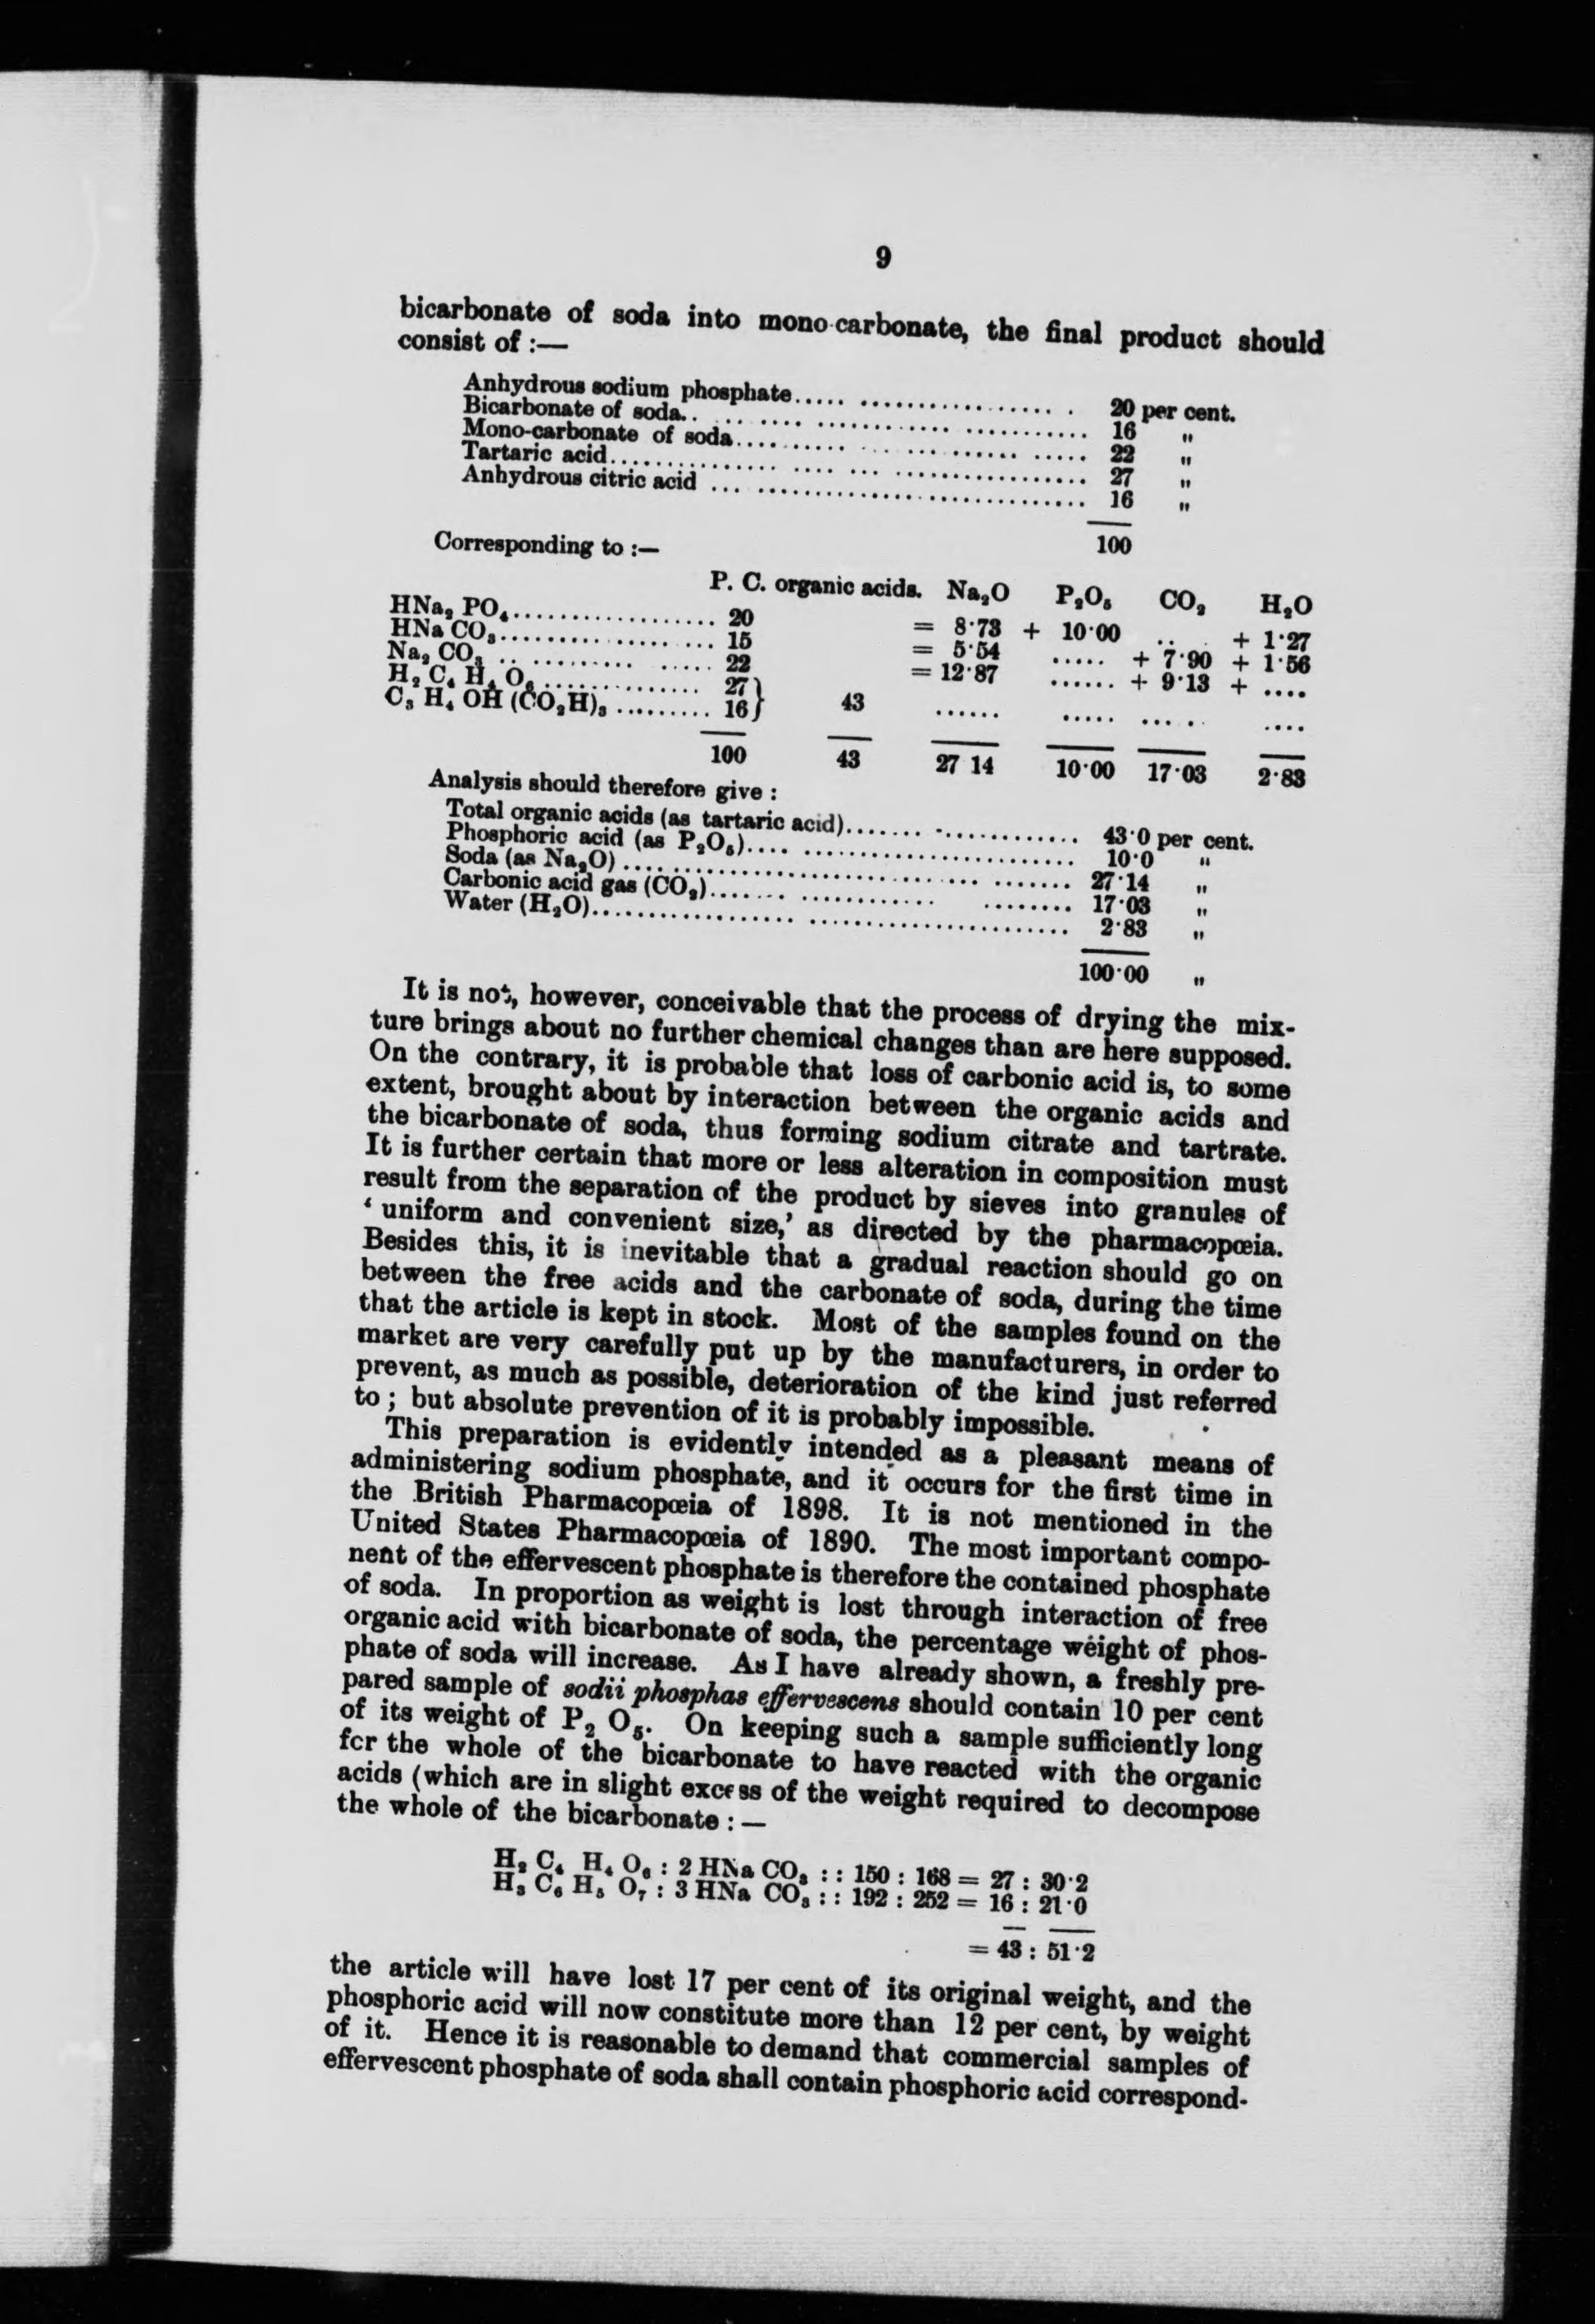 9
bicarbonate of soda into mono-carbonate, the final product should
consist of :—
Anhydrous sodium phosphate..... ..................... . 20 per cent.
Bicarbonate of soda.. .. ........................... 16 "
Mono-carbonate of soda.... ..... ................ ..... 22 "
Tartaric acid............. .... ... .................... 27 "
Anhydrous citric acid ... ................................ 16 "
100
Corresponding to :—
P. C. organic acids. Na₂O P₂O₅ CO₂ H₂O
HNa₂ PO₄................... 20 = 8·73 + 10·00 .. . + 1·27
HNa CO₃.................... 15 = 5·54 ..... + 7·90 + 1·56
Na₂ CO₃ .. .......... ..... 22 = 12·87 ...... + 9·13 + ....
H₂ C₄ H₄ O₆ ............... 27}
C₃ H₄ OH (CO₂H)₃ .......... 16} 43 ...... ..... ..... ....
100 43 27 14 10·00 17·03 2·83
Analysis should therefore give :
Total organic acids (as tartaric acid)....... ·............. 43·0 per cent.
Phosphoric acid (as P₂O₅).... .......................... 10·0 "
Soda (as Na₂O) ............................... ....... 27·14 "
Carbonic acid gas (CO₂)....... ............ ........ 17·03 "
Water (H₂O)................. ......................... 2·83 "
100·00 "
It is not, however, conceivable that the process of drying the mix-
ture brings about no further chemical changes than are here supposed.
On the contrary, it is probable that loss of carbonic acid is, to some
extent, brought about by interaction between the organic acids and
the bicarbonate of soda, thus forming sodium citrate and tartrate.
It is further certain that more or less alteration in composition must
result from the separation of the product by sieves into granules of
‘ uniform and convenient size,’ as directed by the pharmacopœia.
Besides this, it is inevitable that a gradual reaction should go on
between the free acids and the carbonate of soda, during the time
that the article is kept in stock. Most of the samples found on the
market are very carefully put up by the manufacturers, in order to
prevent, as much as possible, deterioration of the kind just referred
to ; but absolute prevention of it is probably impossible.
This preparation is evidently intended as a pleasant means of
administering sodium phosphate, and it occurs for the first time in
the British Pharmacopœia of 1898. It is not mentioned in the
United States Pharmacopœia of 1890. The most important compo-
nent of the effervescent phosphate is therefore the contained phosphate
of soda. In proportion as weight is lost through interaction of free
organic acid with bicarbonate of soda, the percentage weight of phos-
phate of soda will increase. As I have already shown, a freshly pre-
pared sample of sodii phosphas effervescens should contain 10 per cent
of its weight of P₂ O₅. On keeping such a sample sufficiently long
for the whole of the bicarbonate to have reacted with the organic
acids (which are in slight excess of the weight required to decompose
the whole of the bicarbonate : —
H₂ C₄ H₄ O₆ : 2 HNa CO₃ : : 150 : 168 = 27 : 30·2
H₃ C₆ H₅ O₇ : 3 HNa CO₃ : : 192 : 252 = 16 : 21·0
= 43 : 51·2
the article will have lost 17 per cent of its original weight, and the
phosphoric acid will now constitute more than 12 per cent, by weight
of it. Hence it is reasonable to demand that commercial samples of
effervescent phosphate of soda shall contain phosphoric acid correspond-